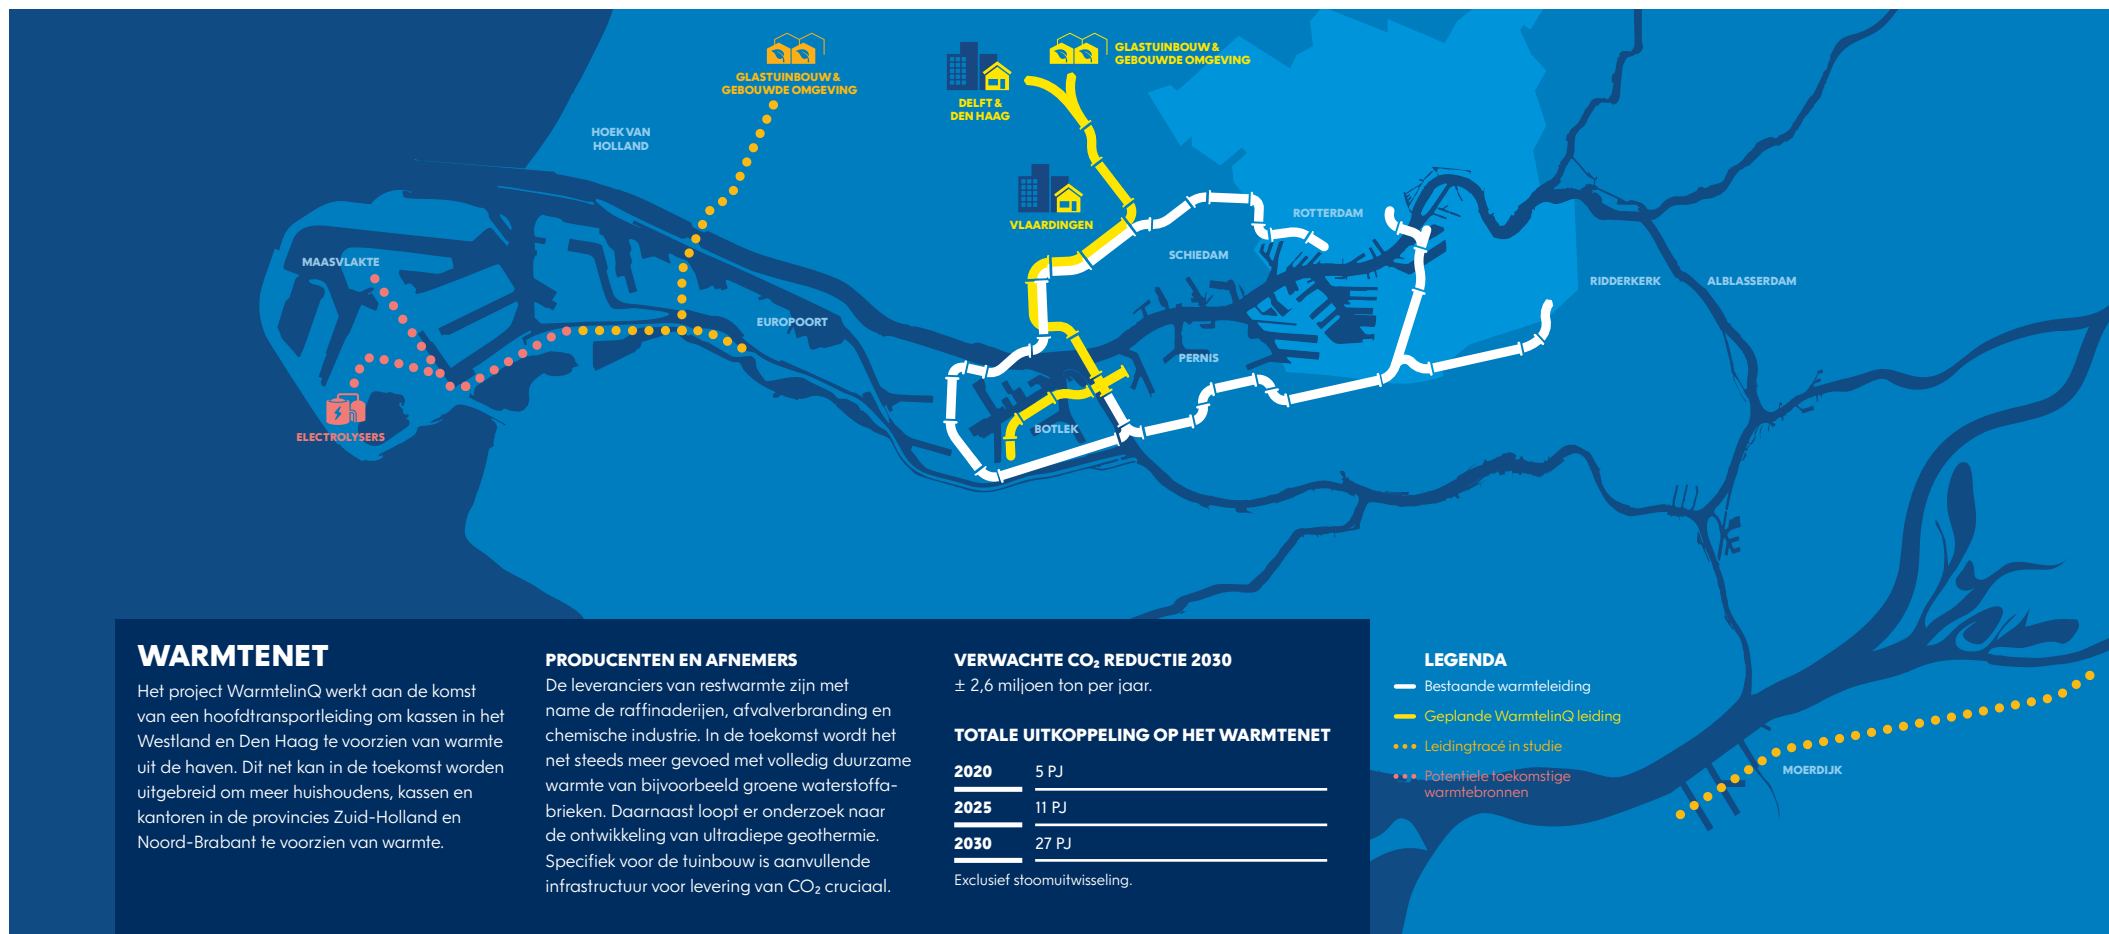 GLASTUINBOUW &
GEBOUWDE OMGEVING
DELFT &
DEN HAAG
GLASTUINBOUW &
GEBOUWDE OMGEVING
HOEK VAN
HOLLAND
VLAARDINGEN
ROTTERDAM
SCHIEDAM
MAASVLAKTE
RIDDERKERK
ALBLASSERDAM
EUROPOORT
PERNIS
BOTLEK
ELECTROLYSERS
MOERDIJK
WARMTENET
Het project WarmtelinQ werkt aan de komst
van een hoofdtransportleiding om kassen in het
Westland en Den Haag te voorzien van warmte
uit de haven. Dit net kan in de toekomst worden
uitgebreid om meer huishoudens, kassen en
kantoren in de provincies Zuid-Holland en
Noord-Brabant te voorzien van warmte.
PRODUCENTEN EN AFNEMERS
De leveranciers van restwarmte zijn met
name de raffinaderijen, afvalverbranding en
chemische industrie. In de toekomst wordt het
net steeds meer gevoed met volledig duurzame
warmte van bijvoorbeeld groene waterstoffa-
brieken. Daarnaast loopt er onderzoek naar
de ontwikkeling van ultradiepe geothermie.
Specifiek voor de tuinbouw is aanvullende
infrastructuur voor levering van CO₂ cruciaal.
VERWACHTE CO₂ REDUCTIE 2030
± 2,6 miljoen ton per jaar.
TOTALE UITKOPPELING OP HET WARMTENET
2020 5 PJ
2025 11 PJ
2030 27 PJ
Exclusief stoomuitwisseling.
LEGENDA
Bestaande warmteleiding
Geplande WarmtelinQ leiding
Leidingtracé in studie
Potentiele toekomstige
warmtebronnen